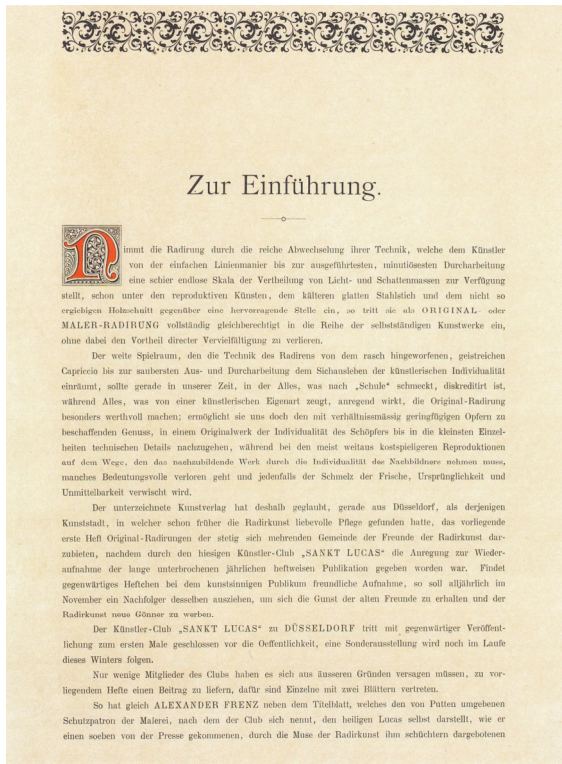 Zur Einführung.
Nimmt die Radirung durch die reiche Abwechselung ihrer Technik, welche dem Künstler
von der einfachen Linienmanier bis zur ausgeführtesten, minutiösesten Durcharbeitung
eine schier endlose Skala der Vertheilung von Licht- und Schattenmassen zur Verfügung
stellt, schon unter den reproduktiven Künsten, dem kälteren glatten Stahlstich und dem nicht so
ergiebigen Holzschnitt gegenüber eine hervorragende Stelle ein, so tritt sie als ORIGINAL- oder
MALER-RADIRUNG vollständig gleichberechtigt in die Reihe der selbstständigen Kunstwerke ein,
ohne dabei den Vortheil directer Vervielfältigung zu verlieren.
Der weite Spielraum, den die Technik des Radirens von dem rasch hingeworfenen, geistreichen
Capriccio bis zur saubersten Aus- und Durcharbeitung dem Sichausleben der künstlerischen Individualität
einräumt, sollte gerade in unserer Zeit, in der Alles, was nach „Schule“ schmeckt, diskreditirt ist,
während Alles, was von einer künstlerischen Eigenart zeugt, anregend wirkt, die Original-Radirung
besonders werthvoll machen; ermöglicht sie uns doch den mit verhältnissmässig geringfügigen Opfern zu
beschaffenden Genuss, in einem Originalwerk der Individualität des Schöpfers bis in die kleinsten Einzel-
heiten technischen Details nachzugehen, während bei den meist weitaus kostspieligeren Reproduktionen
auf dem Wege, den das nachzubildende Werk durch die Individualität des Nachbildners nehmen muss,
manches Bedeutungsvolle verloren geht und jedenfalls der Schmelz der Frische, Ursprünglichkeit und
Unmittelbarkeit verwischt wird.
Der unterzeichnete Kunstverlag hat deshalb geglaubt, gerade aus Düsseldorf, als derjenigen
Kunststadt, in welcher schon früher die Radirkunst liebevolle Pflege gefunden hatte, das vorliegende
erste Heft Original-Radirungen der stetig sich mehrenden Gemeinde der Freunde der Radirkunst dar-
zubieten, nachdem durch den hiesigen Künstler-Club „SANKT LUCAS“ die Anregung zur Wieder-
aufnahme der lange unterbrochenen jährlichen heftweisen Publikation gegeben worden war. Findet
gegenwärtiges Heftchen bei dem kunstsinnigen Publikum freundliche Aufnahme, so soll alljährlich im
November ein Nachfolger desselben ausziehen, um sich die Gunst der alten Freunde zu erhalten und der
Radirkunst neue Gönner zu werben.
Der Künstler-Club „SANKT LUCAS“ zu DÜSSELDORF tritt mit gegenwärtiger Veröffent-
lichung zum ersten Male geschlossen vor die Oeffentlichkeit, eine Sonderausstellung wird noch im Laufe
dieses Winters folgen.
Nur wenige Mitglieder des Clubs haben es sich aus äusseren Gründen versagen müssen, zu vor-
liegendem Hefte einen Beitrag zu liefern, dafür sind Einzelne mit zwei Blättern vertreten.
So hat gleich ALEXANDER FRENZ neben dem Titelblatt, welches den von Putten umgebenen
Schutzpatron der Malerei, nach dem der Club sich nennt, den heiligen Lucas selbst darstellt, wie er
einen soeben von der Presse gekommenen, durch die Muse der Radirkunst ihm schüchtern dargebotenen